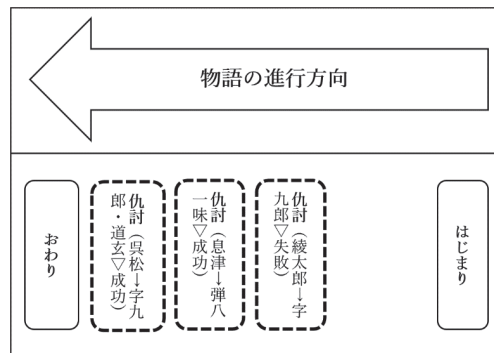 物語の進行方向
はじまり
仇討（綾太郎→字
九郎▽失敗）
仇討（息津→弾八
一味▽成功）
仇討（呉松→字九
郎・道玄▽成功）
おわり